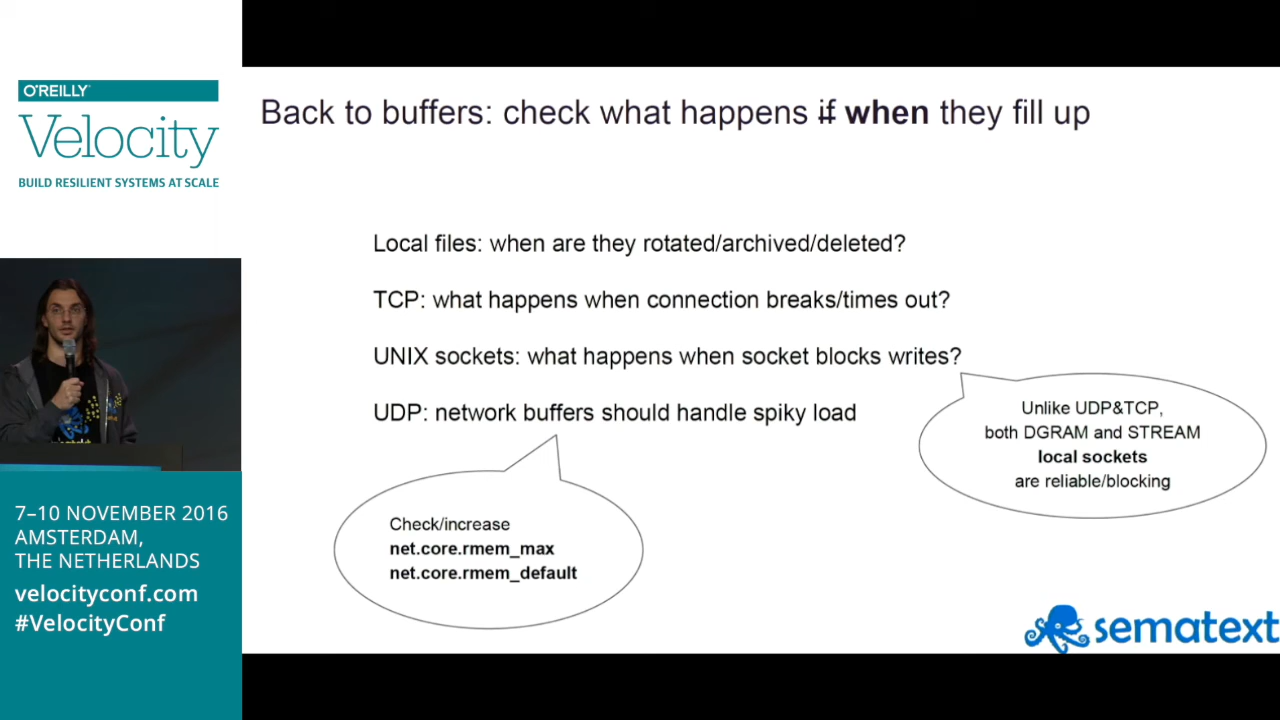 O'REILLY
Velocity
BUILD RESILIENT SYSTEMS AT SCALE
7–10 NOVEMBER 2016
AMSTERDAM,
THE NETHERLANDS
velocityconf.com
#VelocityConf
Back to buffers: check what happens if when they fill up
Local files: when are they rotated/archived/deleted?
TCP: what happens when connection breaks/times out?
UNIX sockets: what happens when socket blocks writes?
UDP: network buffers should handle spiky load
Unlike UDP&TCP,
both DGRAM and STREAM
local sockets
are reliable/blocking
Check/increase
net.core.rmem_max
net.core.rmem_default
sematext